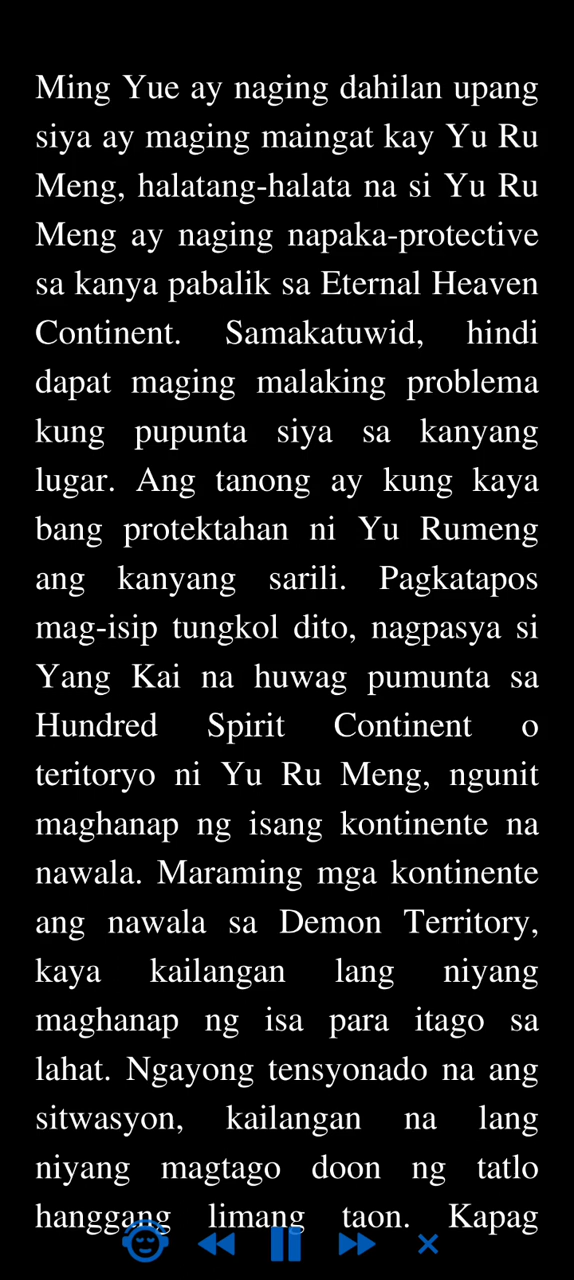 Ming Yue ay naging dahilan upang
siya ay maging maingat kay Yu Ru
Meng, halatang-halata na si Yu Ru
Meng ay naging napaka-protective
sa kanya pabalik sa Eternal Heaven
Continent. Samakatuwid, hindi
dapat maging malaking problema
kung pupunta siya sa kanyang
lugar. Ang tanong ay kung kaya
bang protektahan ni Yu Rumeng
ang kanyang sarili. Pagkatapos
mag-isip tungkol dito, nagpasya si
Yang Kai na huwag pumunta sa
Hundred Spirit Continent o
teritoryo ni Yu Ru Meng, ngunit
maghanap ng isang kontinente na
nawala. Maraming mga kontinente
ang nawala sa Demon Territory,
kaya kailangan lang niyang
maghanap ng isa para itago sa
lahat. Ngayong tensyonado na ang
sitwasyon, kailangan na lang
niyang magtago doon ng tatlo
hanggang limang taon. Kapag